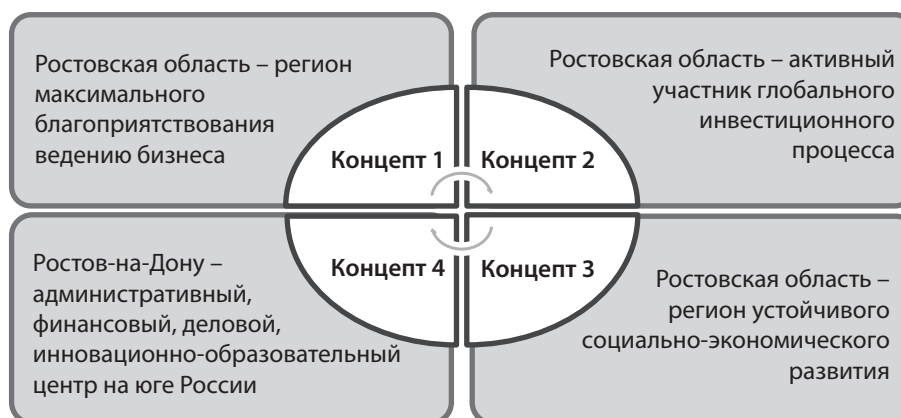 Ростовская область – регион
максимального
благоприятствования
ведению бизнеса
Концепт 1
Ростовская область – активный
участник глобального
инвестиционного
процесса
Концепт 2
Ростов-на-Дону –
административный,
финансовый, деловой,
инновационно-образовательный
центр на юге России
Концепт 4
Концепт 3
Ростовская область –
регион устойчивого
социально-экономического
развития